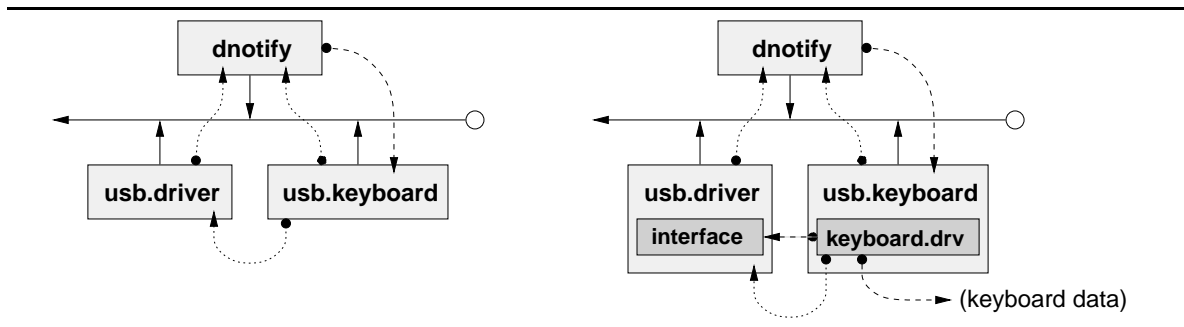 dnotify
usb.driver
usb.keyboard
dnotify
usb.driver
usb.keyboard
interface
keyboard.drv
(keyboard data)